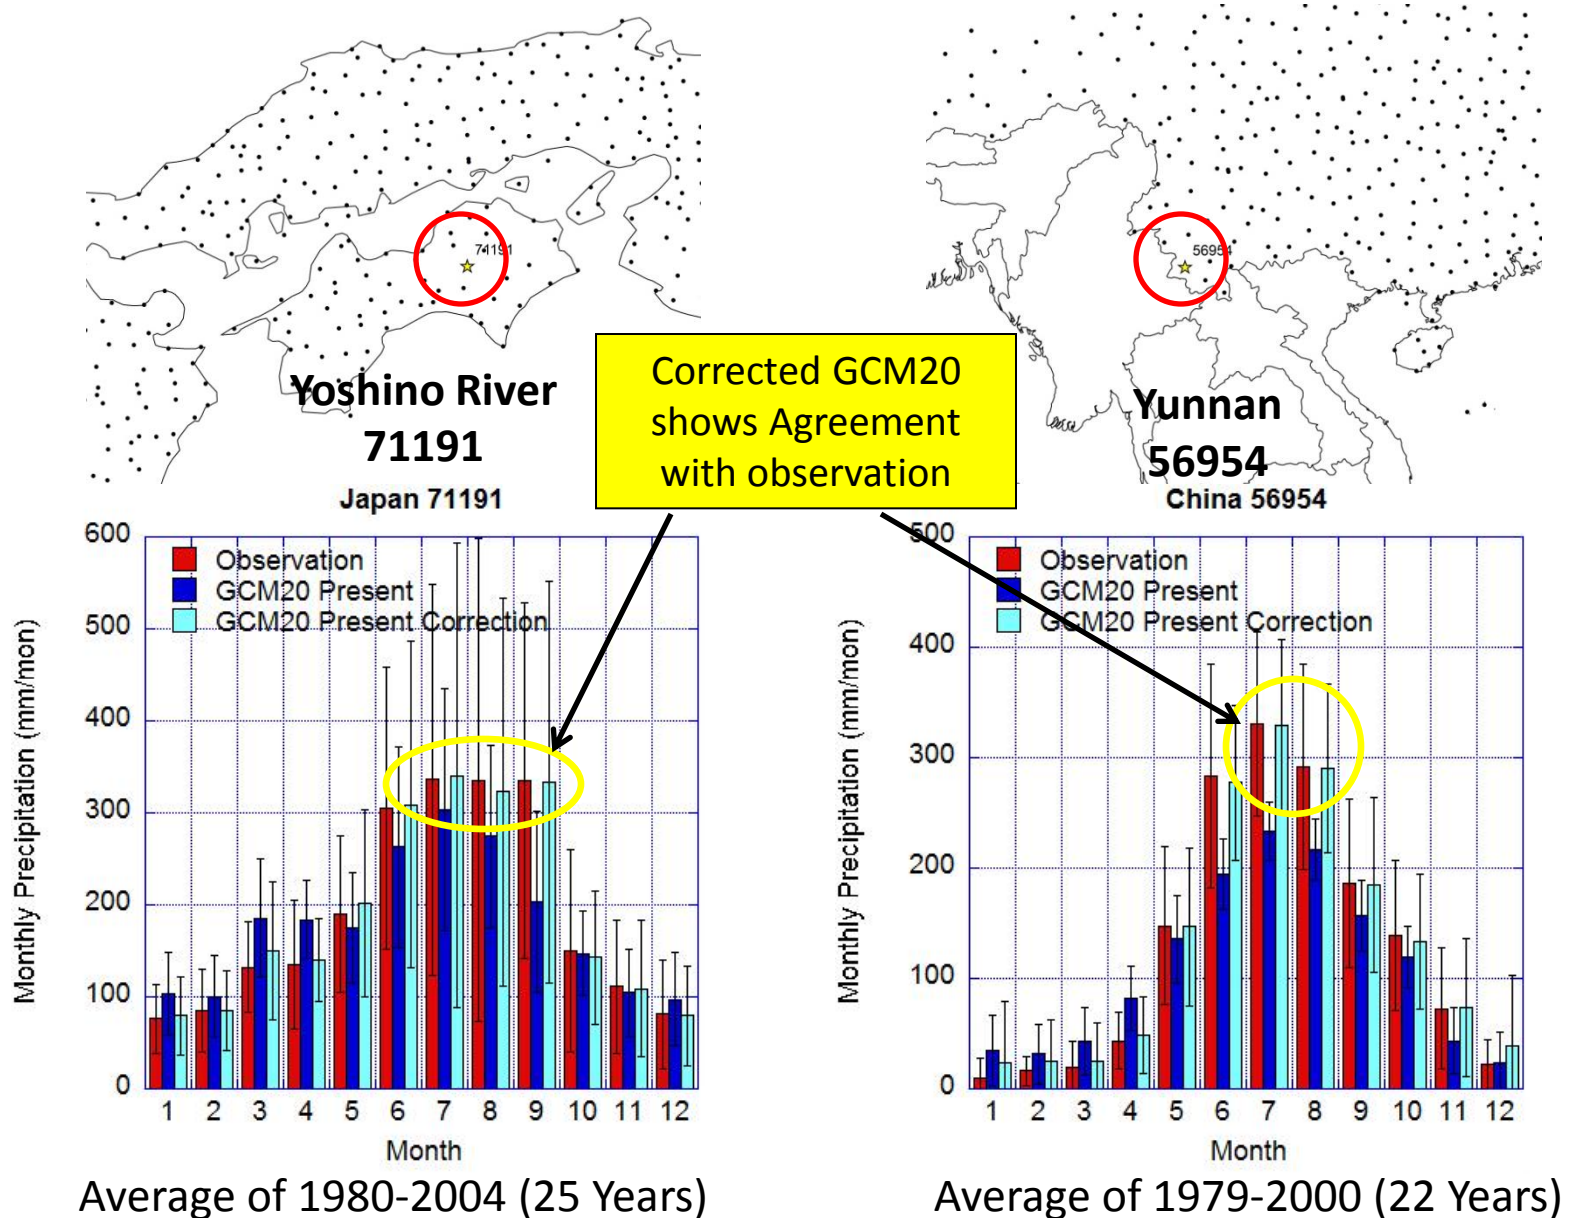 71191
56954
Yoshino River
71191
Corrected GCM20
shows Agreement
with observation
Yunnan
56954
Japan 71191
600
500
400
300
200
100
0
Monthly Precipitation (mm/mon)
Observation
GCM20 Present
GCM20 Present Correction
1 2 3 4 5 6 7 8 9 10 11 12
Month
Average of 1980-2004 (25 Years)
China 56954
500
400
300
200
100
0
Monthly Precipitation (mm/mon)
Observation
GCM20 Present
GCM20 Present Correction
1 2 3 4 5 6 7 8 9 10 11 12
Month
Average of 1979-2000 (22 Years)